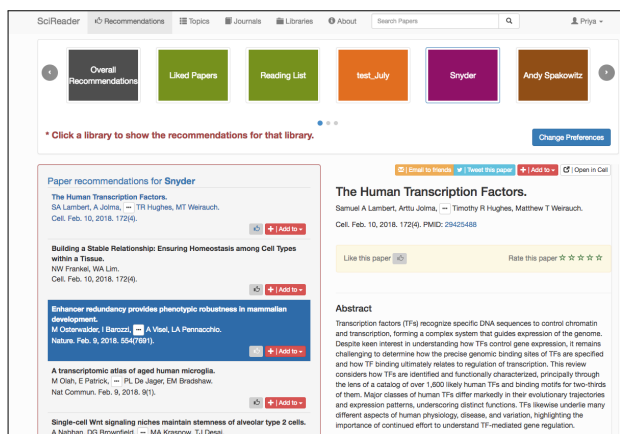 SciReader
Recommendations
Topics
Journals
Libraries
About
Search Papers
Priya
Overall
Recommendations
Liked Papers
Reading List
test_July
Snyder
Andy Spakowitz
* Click a library to show the recommendations for that library.
Change Preferences
Paper recommendations for Snyder
The Human Transcription Factors.
SA Lambert, A Jolma, ••• TR Hughes, MT Weirauch.
Cell. Feb. 10, 2018. 172(4).
+ | Add to
Building a Stable Relationship: Ensuring Homeostasis among Cell Types
within a Tissue.
NW Frankel, WA Lim.
Cell. Feb. 10, 2018. 172(4).
+ | Add to
Enhancer redundancy provides phenotypic robustness in mammalian
development.
M Osterwalder, I Barozzi, ••• A Visel, LA Pennacchio.
Nature. Feb. 9, 2018. 554(7691).
+ | Add to
A transcriptomic atlas of aged human microglia.
M Olah, E Patrick, ••• PL De Jager, EM Bradshaw.
Nat Commun. Feb. 9, 2018. 9(1).
+ | Add to
Single-cell Wnt signaling niches maintain stemness of alveolar type 2 cells.
A Nabhan, DG Brownfield, ••• MA Krasnow, TJ Desai.
| Email to friends | Tweet this paper + | Add to | Open in Cell
The Human Transcription Factors.
Samuel A Lambert, Arttu Jolma, ••• Timothy R Hughes, Matthew T Weirauch.
Cell. Feb. 10, 2018. 172(4). PMID: 29425488
Like this paper
Rate this paper
Abstract
Transcription factors (TFs) recognize specific DNA sequences to control chromatin
and transcription, forming a complex system that guides expression of the genome.
Despite keen interest in understanding how TFs control gene expression, it remains
challenging to determine how the precise genomic binding sites of TFs are specified
and how TF binding ultimately relates to regulation of transcription. This review
considers how TFs are identified and functionally characterized, principally through
the lens of a catalog of over 1,600 likely human TFs and binding motifs for two-thirds
of them. Major classes of human TFs differ markedly in their evolutionary trajectories
and expression patterns, underscoring distinct functions. TFs likewise underlie many
different aspects of human physiology, disease, and variation, highlighting the
importance of continued effort to understand TF-mediated gene regulation.